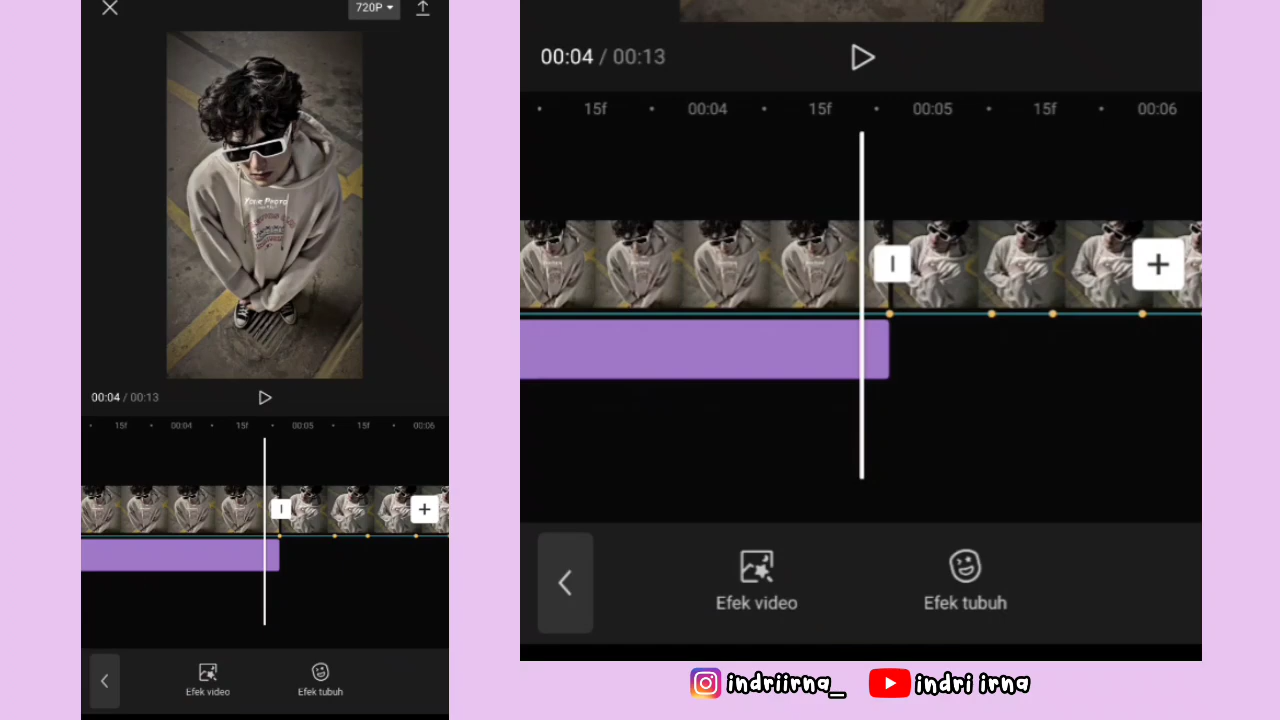 720P
YOUR PHOTO
00:04 / 00:13
15f 00:04 15f 00:05 15f 00:06
Efek video Efek tubuh
00:04 / 00:13
15f 00:04 15f 00:05 15f 00:06
Efek video Efek tubuh
indriirna_ indri irna